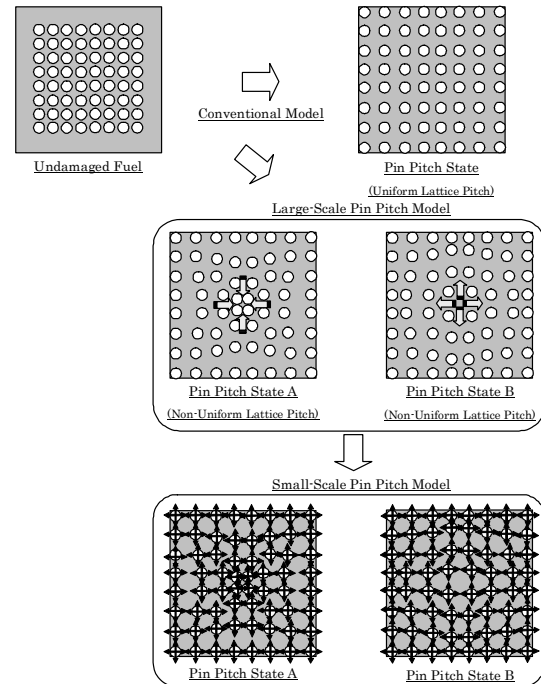 Conventional Model
Undamaged Fuel
Pin Pitch State
(Uniform Lattice Pitch)
Large-Scale Pin Pitch Model
Pin Pitch State A
Pin Pitch State B
(Non-Uniform Lattice Pitch)
(Non-Uniform Lattice Pitch)
Small-Scale Pin Pitch Model
Pin Pitch State A
Pin Pitch State B